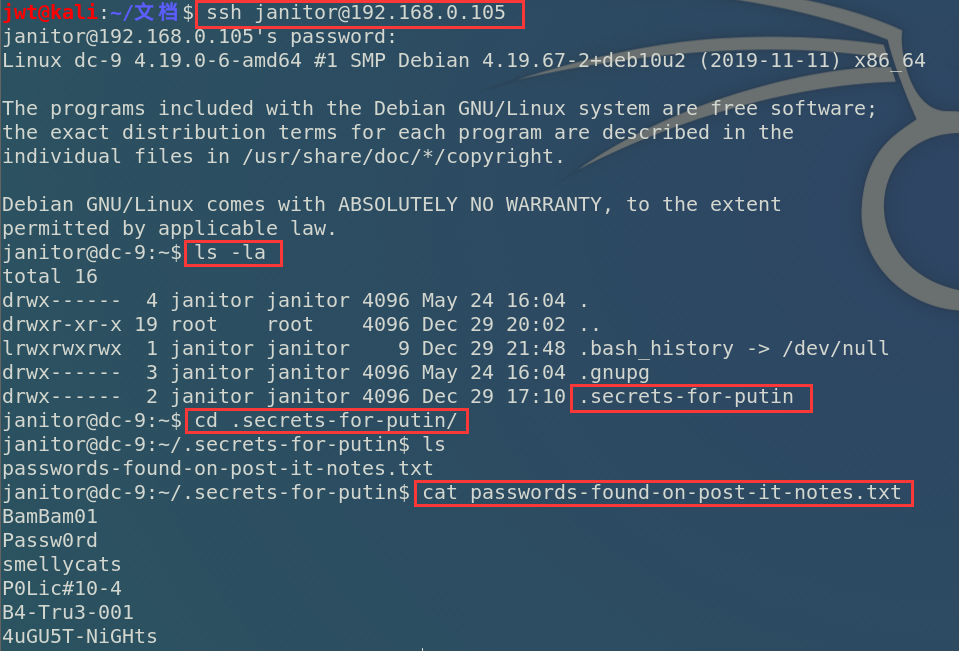 jwt@kali:~/文档$ ssh janitor@192.168.0.105
janitor@192.168.0.105's password:
Linux dc-9 4.19.0-6-amd64 #1 SMP Debian 4.19.67-2+deb10u2 (2019-11-11) x86_64
The programs included with the Debian GNU/Linux system are free software;
the exact distribution terms for each program are described in the
individual files in /usr/share/doc/*/copyright.
Debian GNU/Linux comes with ABSOLUTELY NO WARRANTY, to the extent
permitted by applicable law.
janitor@dc-9:~$ ls -la
total 16
drwx------  4 janitor janitor 4096 May 24 16:04 .
drwxr-xr-x 19 root    root    4096 Dec 29 20:02 ..
lrwxrwxrwx  1 janitor janitor    9 Dec 29 21:48 .bash_history -> /dev/null
drwx------  3 janitor janitor 4096 May 24 16:04 .gnupg
drwx------  2 janitor janitor 4096 Dec 29 17:10 .secrets-for-putin
janitor@dc-9:~$ cd .secrets-for-putin/
janitor@dc-9:~/.secrets-for-putin$ ls
passwords-found-on-post-it-notes.txt
janitor@dc-9:~/.secrets-for-putin$ cat passwords-found-on-post-it-notes.txt
BamBam01
Passw0rd
smellycats
P0Lic#10-4
B4-Tru3-001
4uGU5T-NiGHts